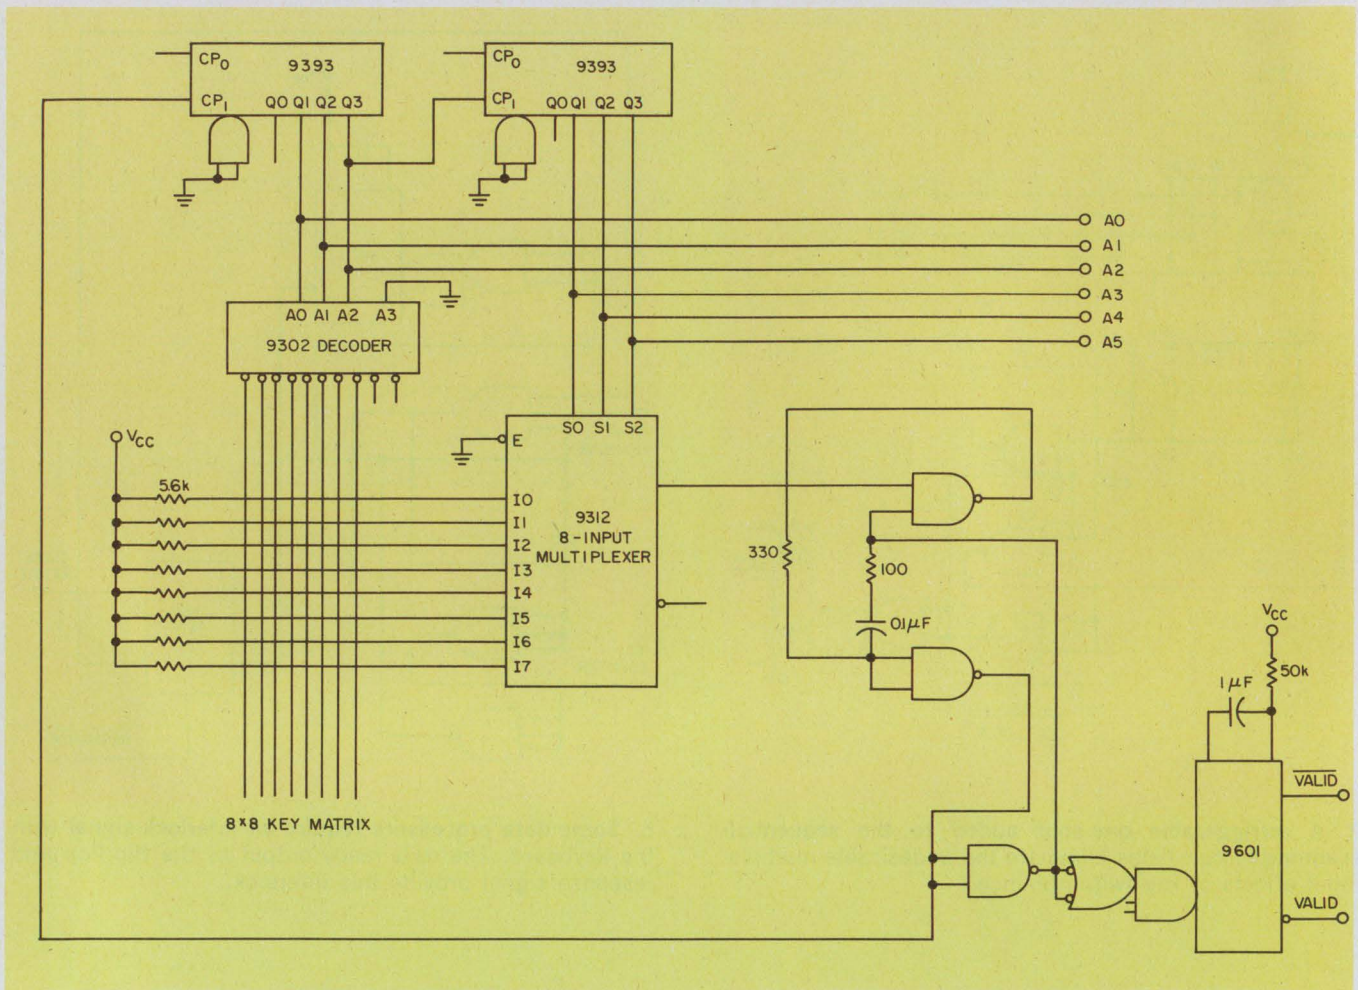 CP0 9393
CP1 Q0 Q1 Q2 Q3
CP0 9393
CP1 Q0 Q1 Q2 Q3
A0
A1
A2
A3
A4
A5
A0 A1 A2 A3
9302 DECODER
VCC
5.6k
S0 S1 S2
E
I0
I1
I2
I3
I4
I5
I6
I7
9312
8-INPUT
MULTIPLEXER
330
100
0.1µF
8x8 KEY MATRIX
VCC
50k
1µF
9601
VALID
VALID